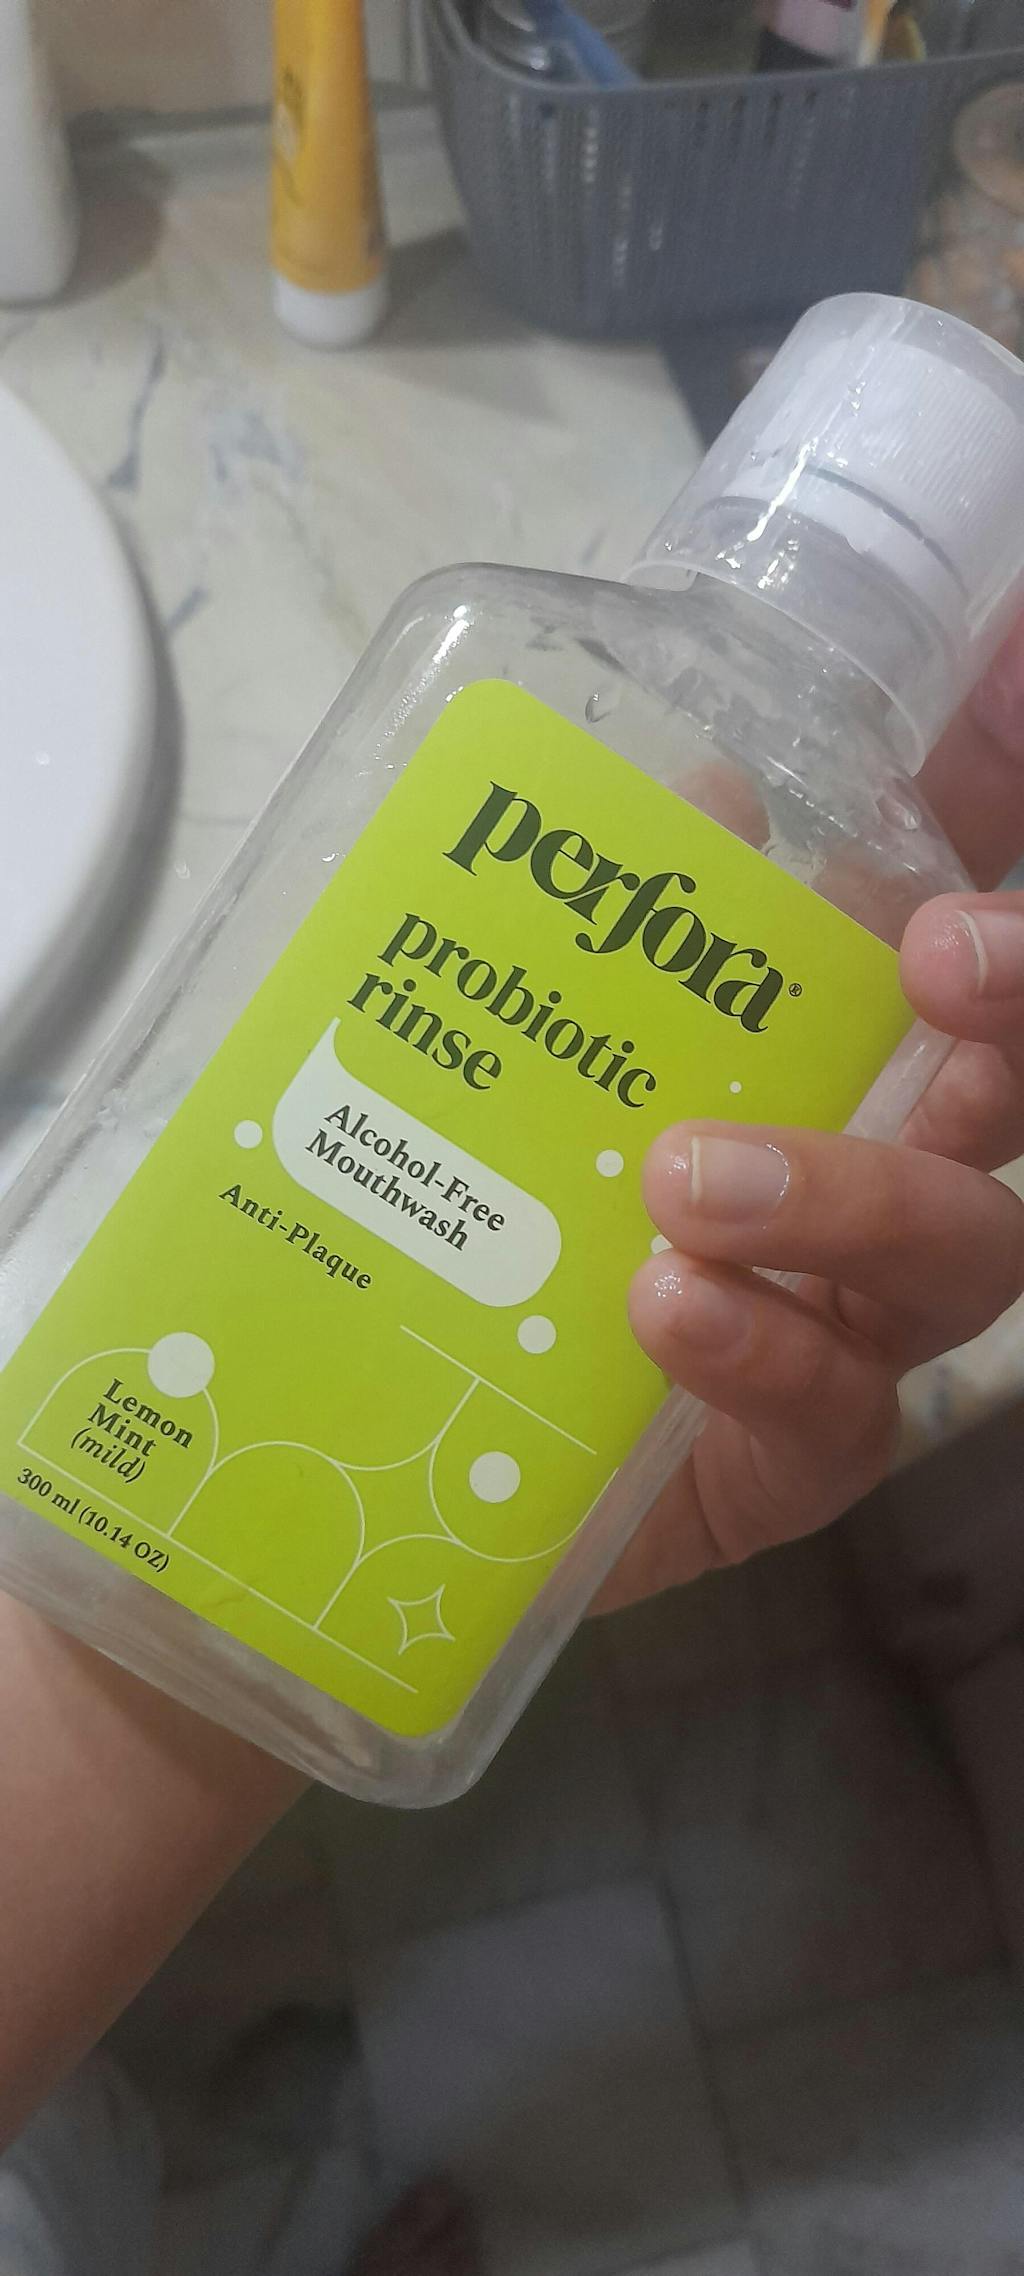 perfora®
probiotic
rinse
Alcohol-Free
Mouthwash
Anti-Plaque
Lemon
Mint
(mild)
300 ml (10.14 OZ)